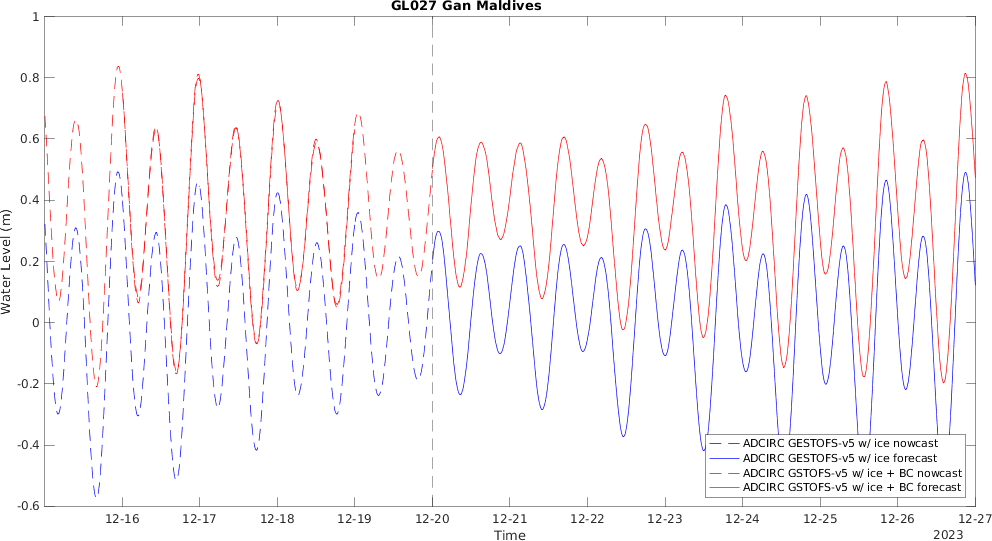 GL027 Gan Maldives
1
0.8
0.6
0.4
0.2
0
-0.2
-0.4
-0.6
Water Level (m)
ADCIRC GESTOFS-v5 w/ ice nowcast
ADCIRC GESTOFS-v5 w/ ice forecast
ADCIRC GSTOFS-v5 w/ ice + BC nowcast
ADCIRC GSTOFS-v5 w/ ice + BC forecast
12-16 12-17 12-18 12-19 12-20 12-21 12-22 12-23 12-24 12-25 12-26 12-27
Time
2023